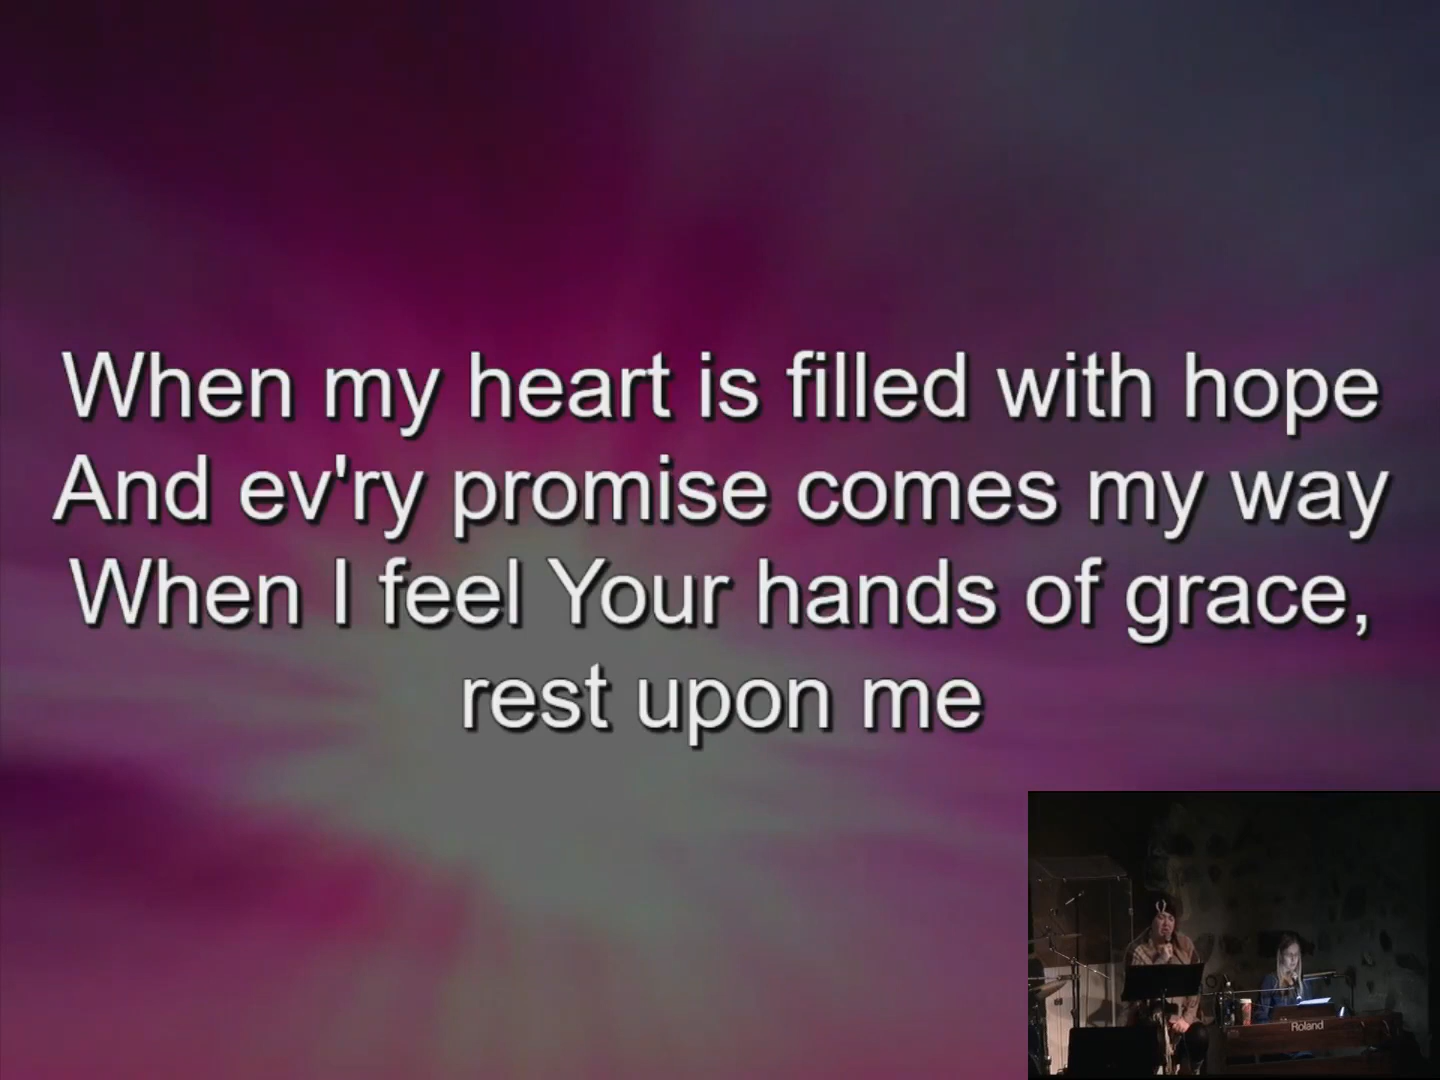 When my heart is filled with hope
And ev'ry promise comes my way
When I feel Your hands of grace,
rest upon me
Roland